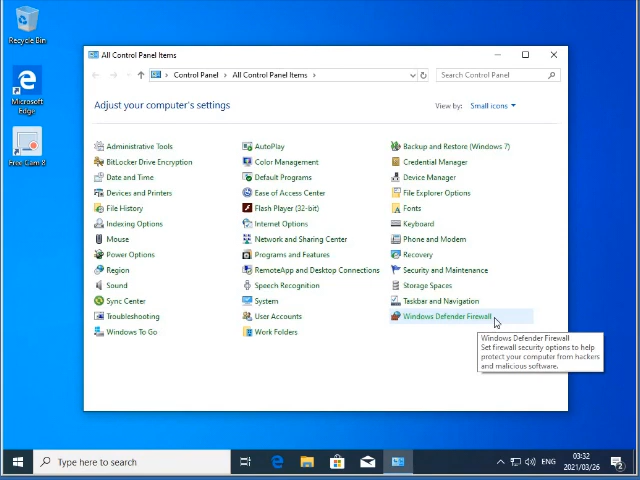 Recycle Bin
Microsoft
Edge
Free Cam 8
All Control Panel Items
Control Panel
All Control Panel Items
Search Control Panel
Adjust your computer's settings
View by: Small icons
Administrative Tools
AutoPlay
Backup and Restore (Windows 7)
BitLocker Drive Encryption
Color Management
Credential Manager
Date and Time
Default Programs
Device Manager
Devices and Printers
Ease of Access Center
File Explorer Options
File History
Flash Player (32-bit)
Fonts
Indexing Options
Internet Options
Keyboard
Mouse
Network and Sharing Center
Phone and Modem
Power Options
Programs and Features
Recovery
Region
RemoteApp and Desktop Connections
Security and Maintenance
Sound
Speech Recognition
Storage Spaces
Sync Center
System
Taskbar and Navigation
Troubleshooting
User Accounts
Windows Defender Firewall
Windows To Go
Work Folders
Windows Defender Firewall
Set firewall security options to help
protect your computer from hackers
and malicious software.
Type here to search
ENG
03:32
2021/03/26
2